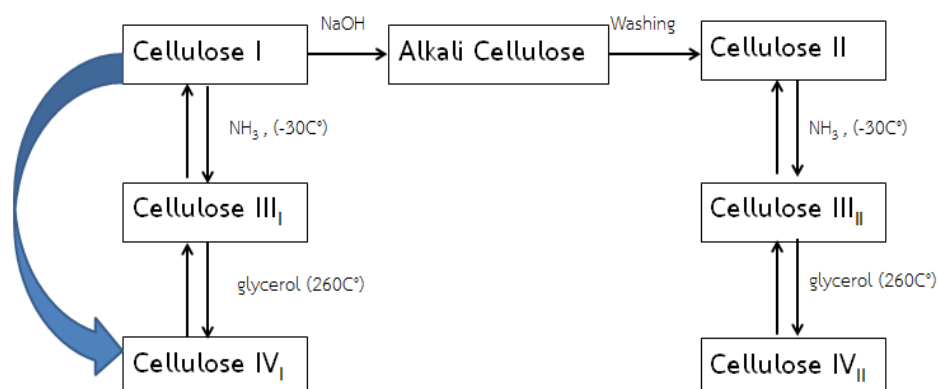 NaOH
Washing
Cellulose I
Alkali Cellulose
Cellulose II
NH₃ , (-30C°)
NH₃ , (-30C°)
Cellulose IIIᵢ
Cellulose IIIᵢᵢ
glycerol (260C°)
glycerol (260C°)
Cellulose IVᵢ
Cellulose IVᵢᵢ